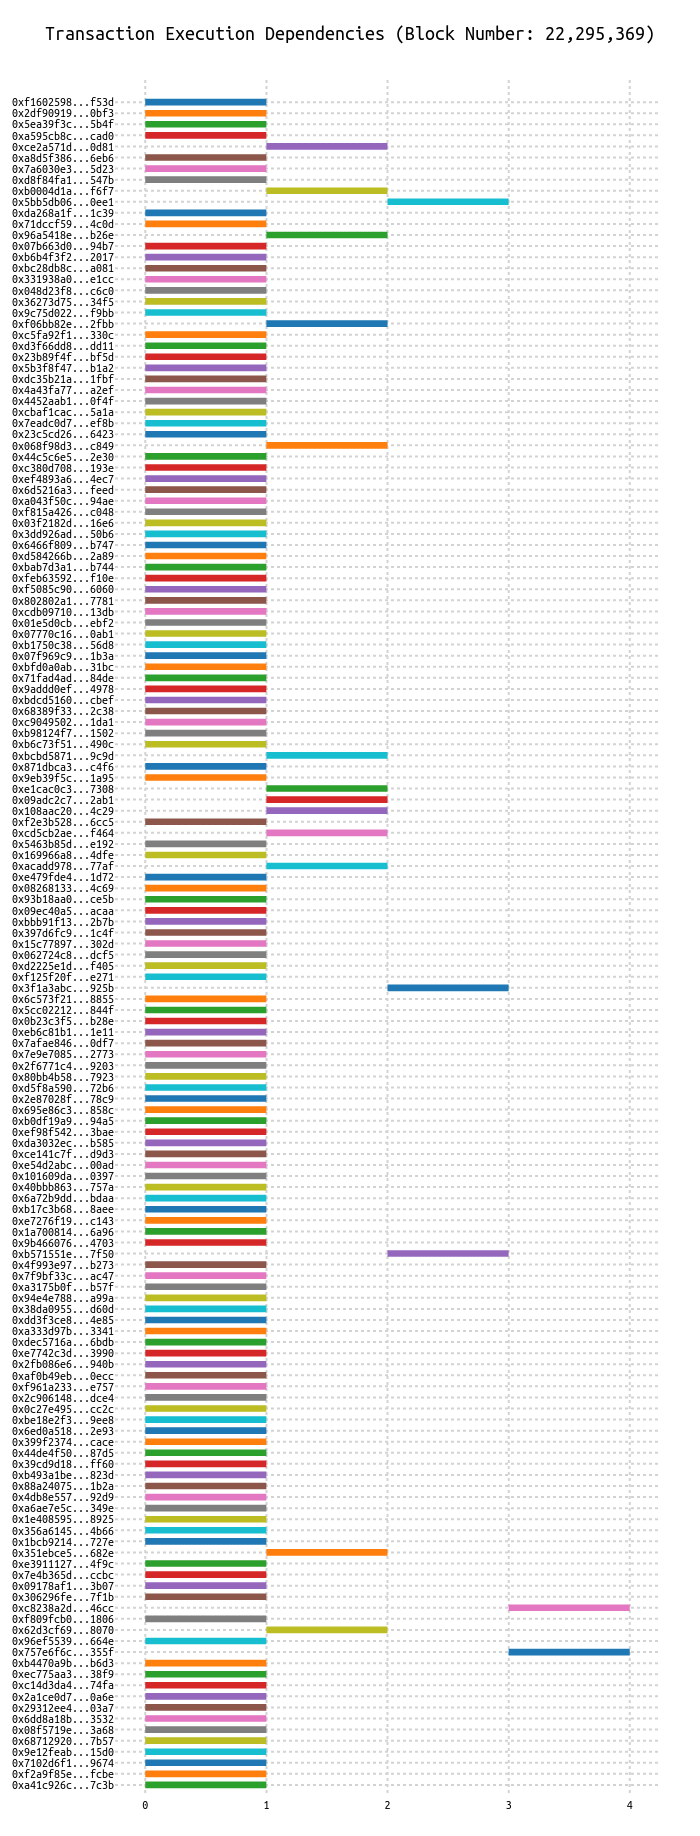 Transaction Execution Dependencies (Block Number: 22,295,369)
0xf1602598...f53d
0x2df90919...0bf3
0x5ea39f3c...5b4f
0xa595cb8c...cad0
0xce2a571d...0d81
0xa8d5f386...6eb6
0x7a6030e3...5d23
0xd8f84fa1...547b
0xb0004d1a...f6f7
0x5bb5db06...0ee1
0xda268a1f...1c39
0x71dccf59...4c0d
0x96a5418e...b26e
0x07b663d0...94b7
0xb6b4f3f2...2017
0xbc28db8c...a081
0x331938a0...e1cc
0x048d23f8...c6c0
0x36273d75...34f5
0x9c75d022...f9bb
0xf06bb82e...2fbb
0xc5fa92f1...330c
0xd3f66dd8...dd11
0x23b89f4f...bf5d
0x5b3f8f47...b1a2
0xdc35b21a...1fbf
0x4a43fa77...a2ef
0x4452aab1...0f4f
0xcbaf1cac...5a1a
0x7eadc0d7...ef8b
0x23c5cd26...6423
0x068f98d3...c849
0x44c5c6e5...2e30
0xc380d708...193e
0xef4893a6...4ec7
0x6d5216a3...feed
0xa043f50c...94ae
0xf815a426...c048
0x03f2182d...16e6
0x3dd926ad...50b6
0x6466f809...b747
0xd584266b...2a89
0xbab7d3a1...b744
0xfeb63592...f10e
0xf5085c90...6060
0x802802a1...7781
0xcdb09710...13db
0x01e5d0cb...ebf2
0x07770c16...0ab1
0xb1750c38...56d8
0x07f969c9...1b3a
0xbfd0a0ab...31bc
0x71fad4ad...84de
0x9addd0ef...4978
0xbdcd5160...cbef
0x68389f33...2c38
0xc9049502...1da1
0xb98124f7...1502
0xb6c73f51...490c
0xbcbd5871...9c9d
0x871dbca3...c4f6
0x9eb39f5c...1a95
0xe1cac0c3...7308
0x09adc2c7...2ab1
0x108aac20...4c29
0xf2e3b528...6cc5
0xcd5cb2ae...f464
0x5463b85d...e192
0x169966a8...4dfe
0xacadd978...77af
0xe479fde4...1d72
0x08268133...4c69
0x93b18aa0...ce5b
0x09ec40a5...acaa
0xbbb91f13...2b7b
0x397d6fc9...1c4f
0x15c77897...302d
0x062724c8...dcf5
0xd2225e1d...f405
0xf125f20f...e271
0x3f1a3abc...925b
0x6c573f21...8855
0x5cc02212...844f
0x0b23c3f5...b28e
0xeb6c81b1...1e11
0x7afae846...0df7
0x7e9e7085...2773
0x2f6771c4...9203
0x80bb4b58...7923
0xd5f8a590...72b6
0x2e87028f...78c9
0x695e86c3...858c
0xb0df19a9...94a5
0xef98f542...3bae
0xda3032ec...b585
0xce141c7f...d9d3
0xe54d2abc...00ad
0x101609da...0397
0x40bbb863...757a
0x6a72b9dd...bdaa
0xb17c3b68...8aee
0xe7276f19...c143
0x1a700814...6a96
0x9b466076...4703
0xb571551e...7f50
0x4f993e97...b273
0x7f9bf33c...ac47
0xa3175b0f...b57f
0x94e4e788...a99a
0x38da0955...d60d
0xdd3f3ce8...4e85
0xa333d97b...3341
0xdec5716a...6bdb
0xe7742c3d...3990
0x2fb086e6...940b
0xaf0b49eb...0ecc
0xf961a233...e757
0x2c906148...dce4
0x0c27e495...cc2c
0xbe18e2f3...9ee8
0x6ed0a518...2e93
0x399f2374...cace
0x44de4f50...87d5
0x39cd9d18...ff60
0xb493a1be...823d
0x88a24075...1b2a
0x4db8e557...92d9
0xa6ae7e5c...349e
0x1e408595...8925
0x356a6145...4b66
0x1bcb9214...727e
0x351ebce5...682e
0xe3911127...4f9c
0x7e4b365d...ccbc
0x09178af1...3b07
0x306296fe...7f1b
0xc8238a2d...46cc
0xf809fcb0...1806
0x62d3cf69...8070
0x96ef5539...664e
0x757e6f6c...355f
0xb4470a9b...b6d3
0xec775aa3...38f9
0xc14d3da4...74fa
0x2a1ce0d7...0a6e
0x29312ee4...03a7
0x6dd8a18b...3532
0x08f5719e...3a68
0x68712920...7b57
0x9e12feab...15d0
0x7102d6f1...9674
0xf2a9f85e...fcbe
0xa41c926c...7c3b
0 1 2 3 4